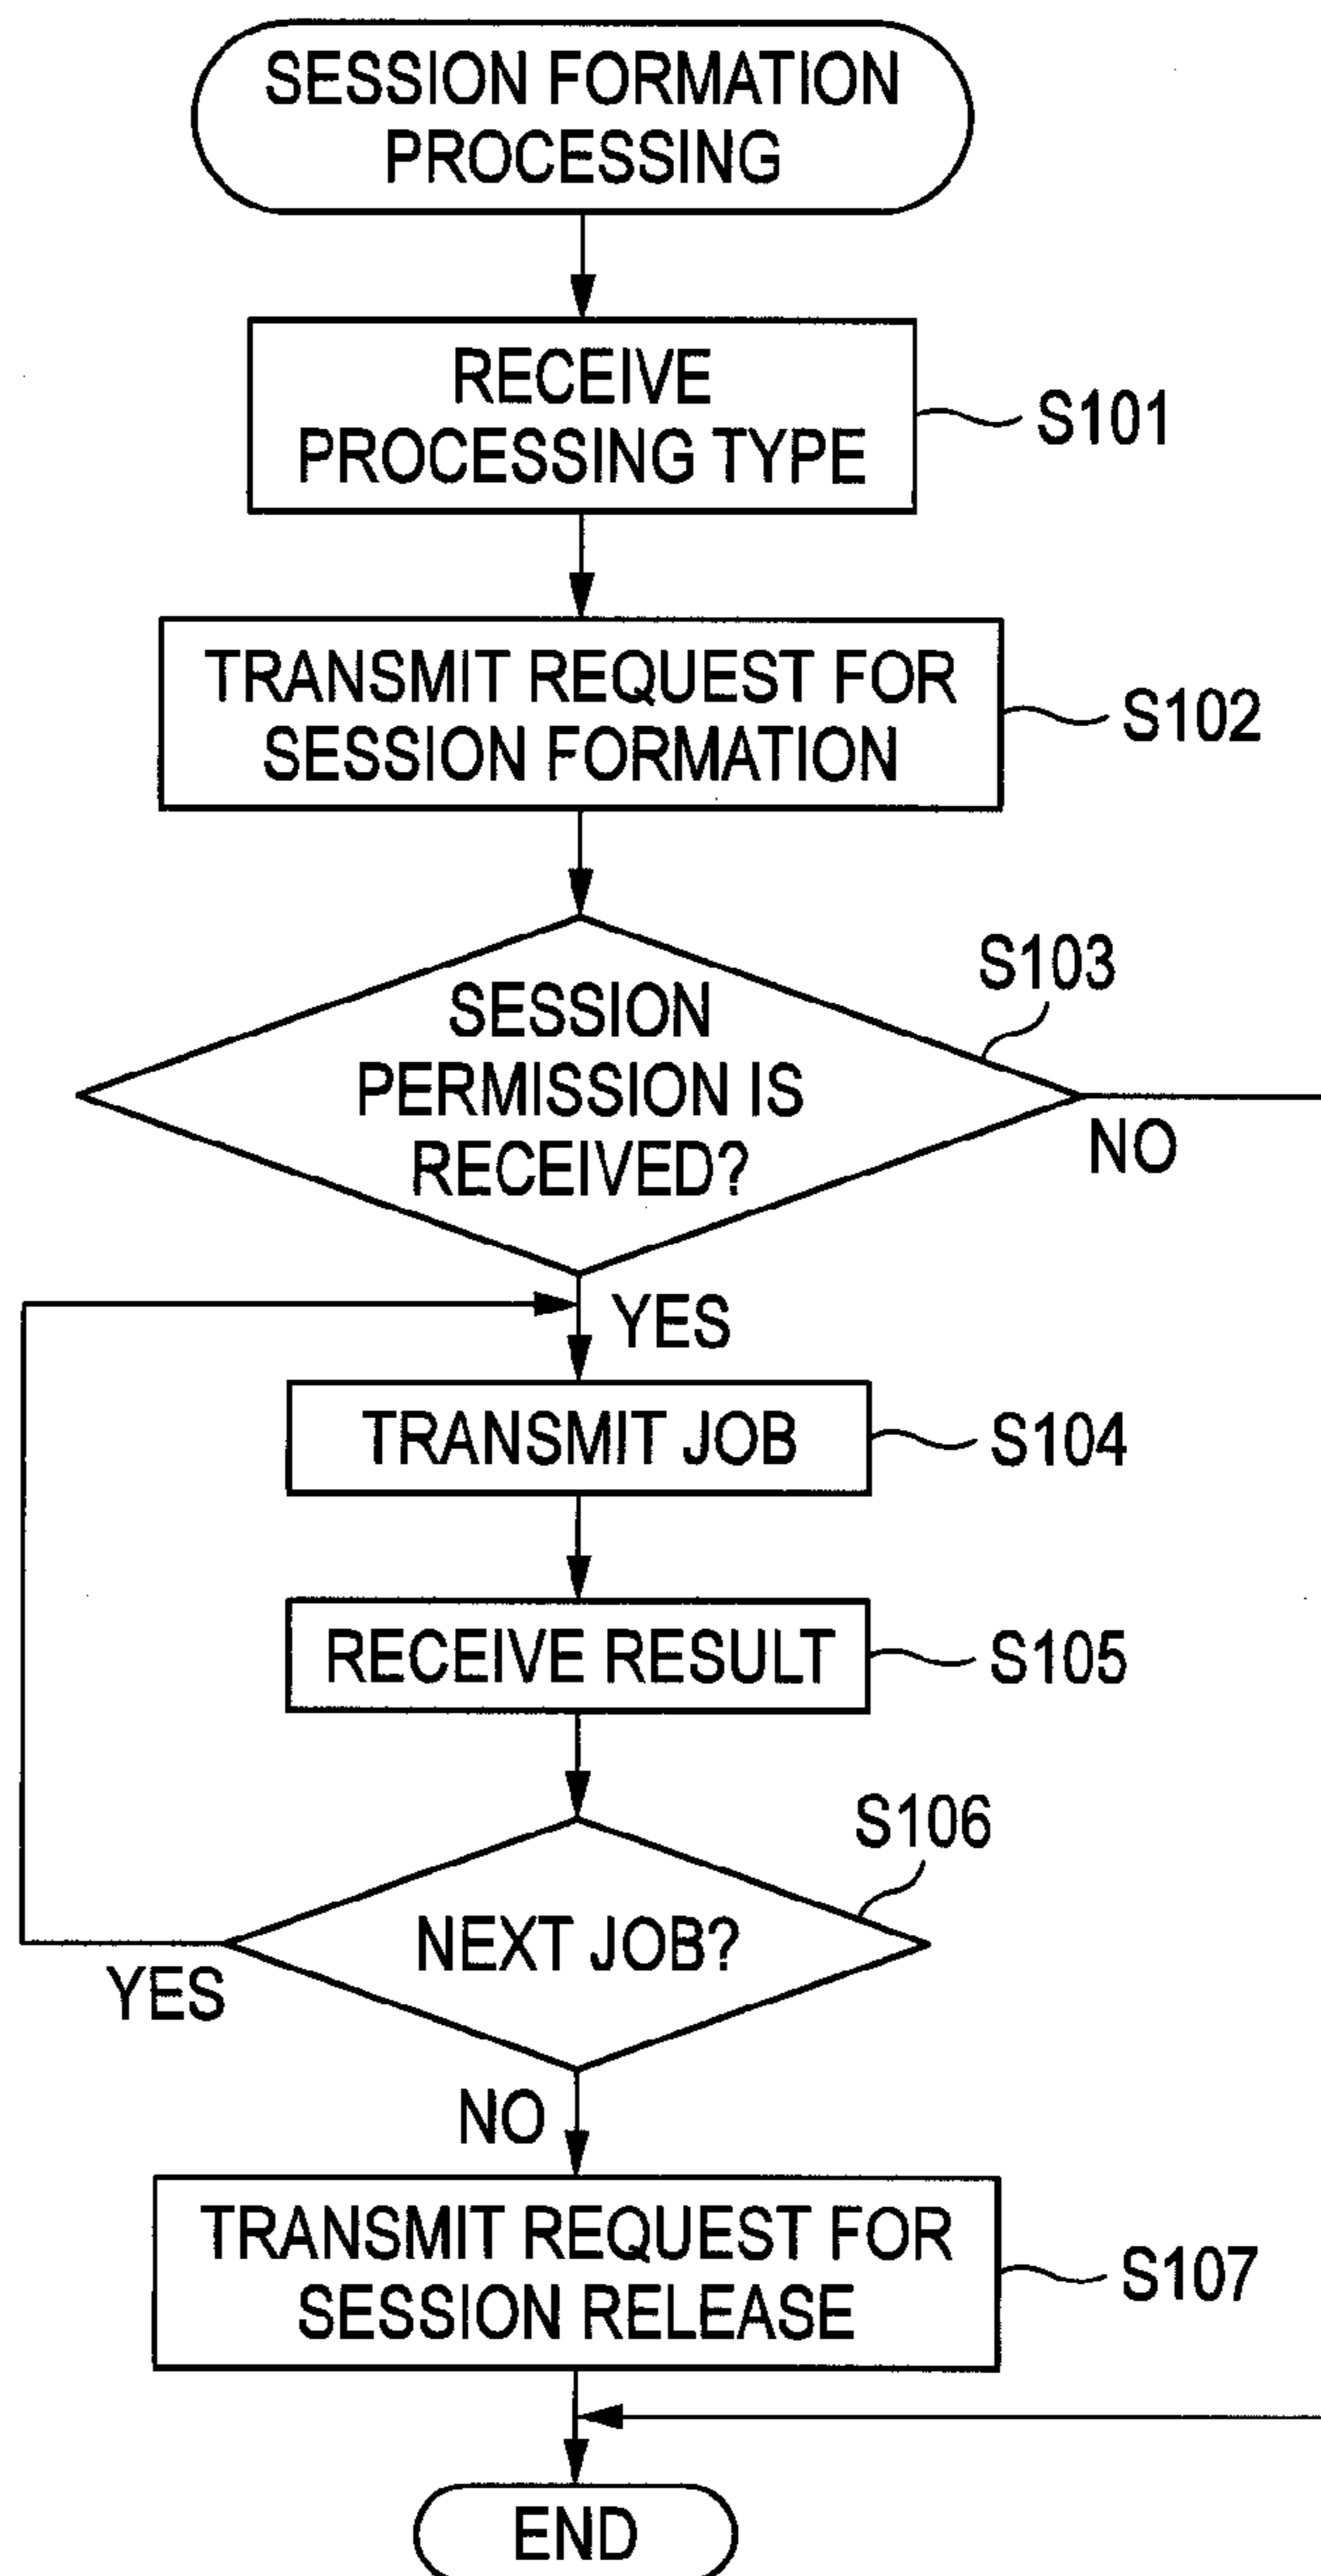 SESSION FORMATION
PROCESSING
RECEIVE
PROCESSING TYPE
S101
TRANSMIT REQUEST FOR
SESSION FORMATION
S102
S103
SESSION
PERMISSION IS
RECEIVED?
NO
YES
TRANSMIT JOB
S104
RECEIVE RESULT
S105
S106
NEXT JOB?
YES
NO
TRANSMIT REQUEST FOR
SESSION RELEASE
S107
END